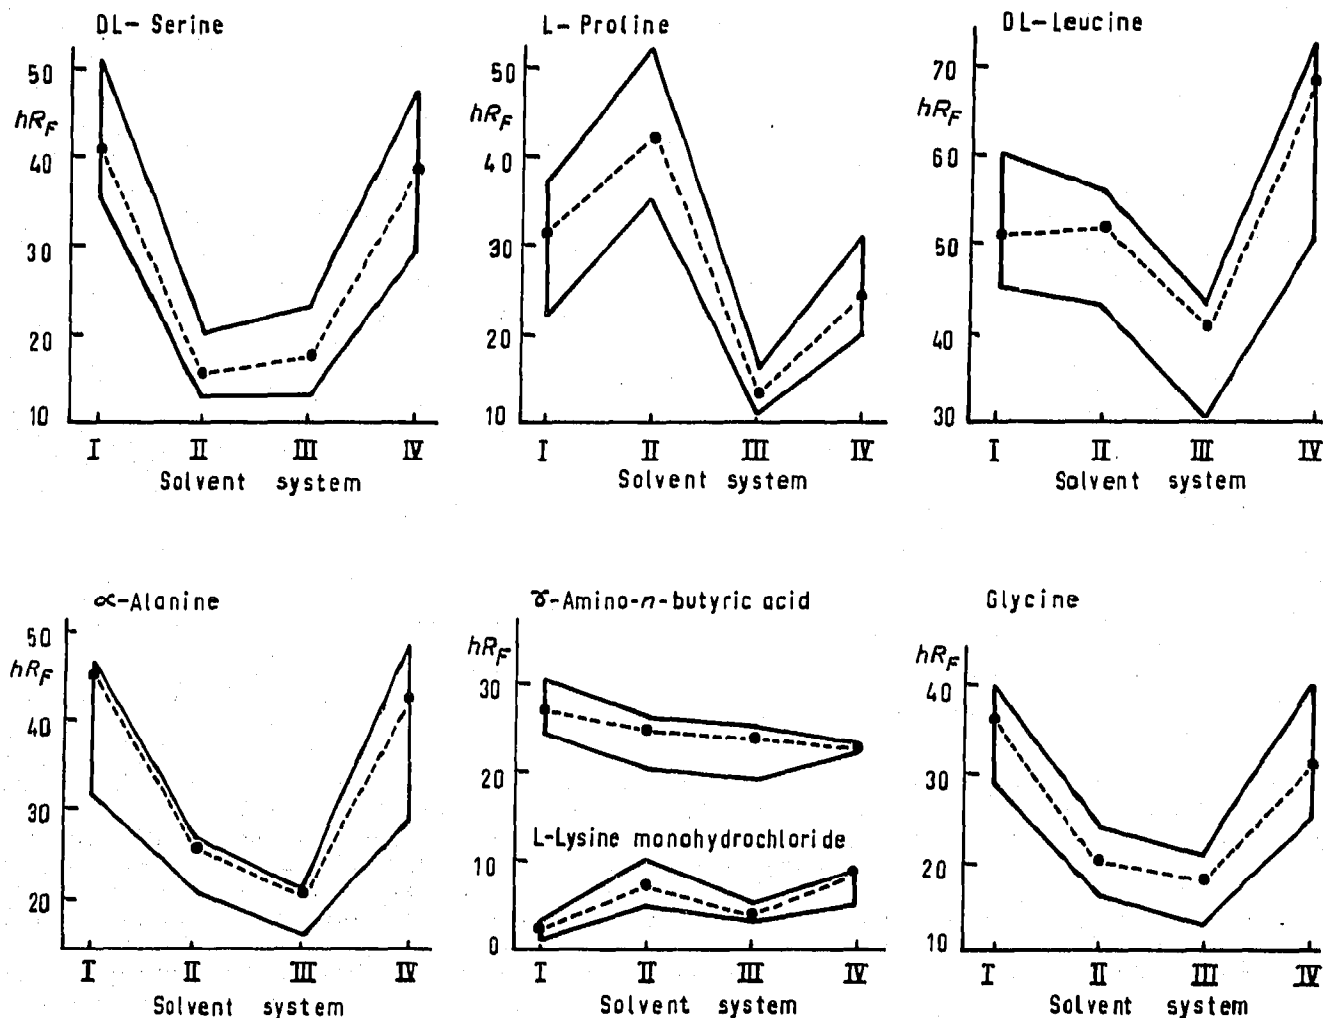 DL- Serine
50
hRF
40
30
20
10
I II III IV
Solvent system
L- Proline
50
hRF
40
30
20
10
I II III IV
Solvent system
DL-Leucine
70
hRF
60
50
40
30
I II III IV
Solvent system
α-Alanine
50
hRF
40
30
20
I II III IV
Solvent system
γ-Amino-n-butyric acid
hRF
30
20
L-Lysine monohydrochloride
10
0
I II III IV
Solvent system
Glycine
hRF
40
30
20
10
I II III IV
Solvent system